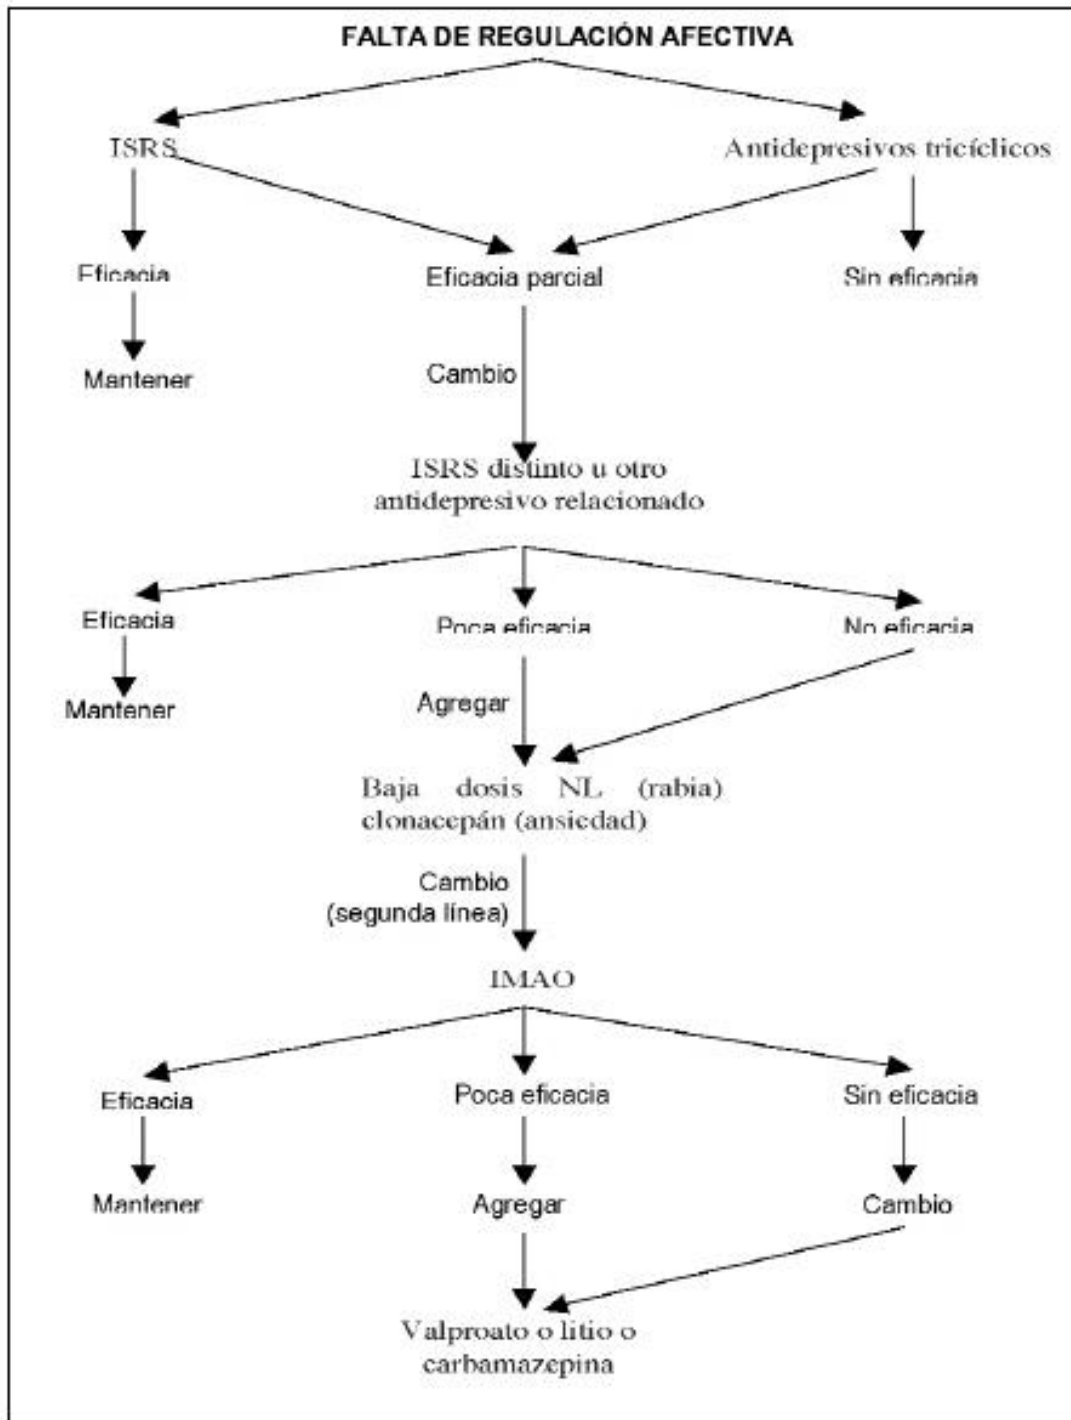 FALTA DE REGULACIÓN AFECTIVA
ISRS
Antidepresivos tricíclicos
Eficacia
Eficacia parcial
Sin eficacia
Mantener
Cambio
ISRS distinto u otro
antidepresivo relacionado
Eficacia
Poca eficacia
No eficacia
Mantener
Agregar
Baja dosis NL (rabia)
clonacepán (ansiedad)
Cambio
(segunda línea)
IMAO
Eficacia
Poca eficacia
Sin eficacia
Mantener
Agregar
Cambio
Valproato o litio o
carbamazepina